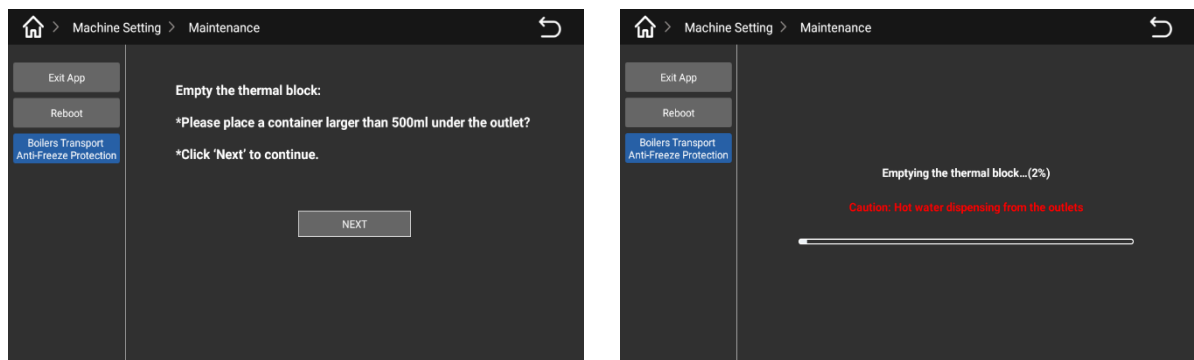 Machine Setting > Maintenance
Exit App
Reboot
Boilers Transport
Anti-Freeze Protection
Empty the thermal block:
*Please place a container larger than 500ml under the outlet?
*Click ‘Next’ to continue.
NEXT
Machine Setting > Maintenance
Exit App
Reboot
Boilers Transport
Anti-Freeze Protection
Emptying the thermal block...(2%)
Caution: Hot water dispensing from the outlets